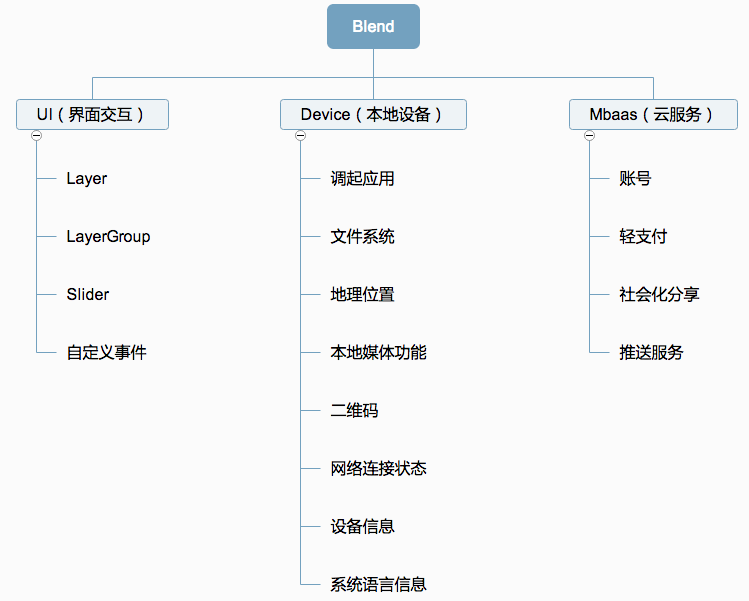 Blend
UI（界面交互）
Layer
LayerGroup
Slider
自定义事件
Device（本地设备）
调起应用
文件系统
地理位置
本地媒体功能
二维码
网络连接状态
设备信息
系统语言信息
Mbaas（云服务）
账号
轻支付
社会化分享
推送服务